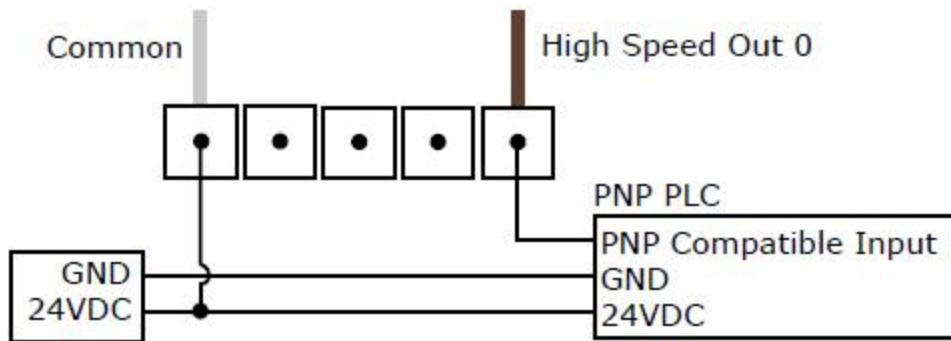 Common
High Speed Out 0
PNP PLC
PNP Compatible Input
GND
GND
24VDC
24VDC